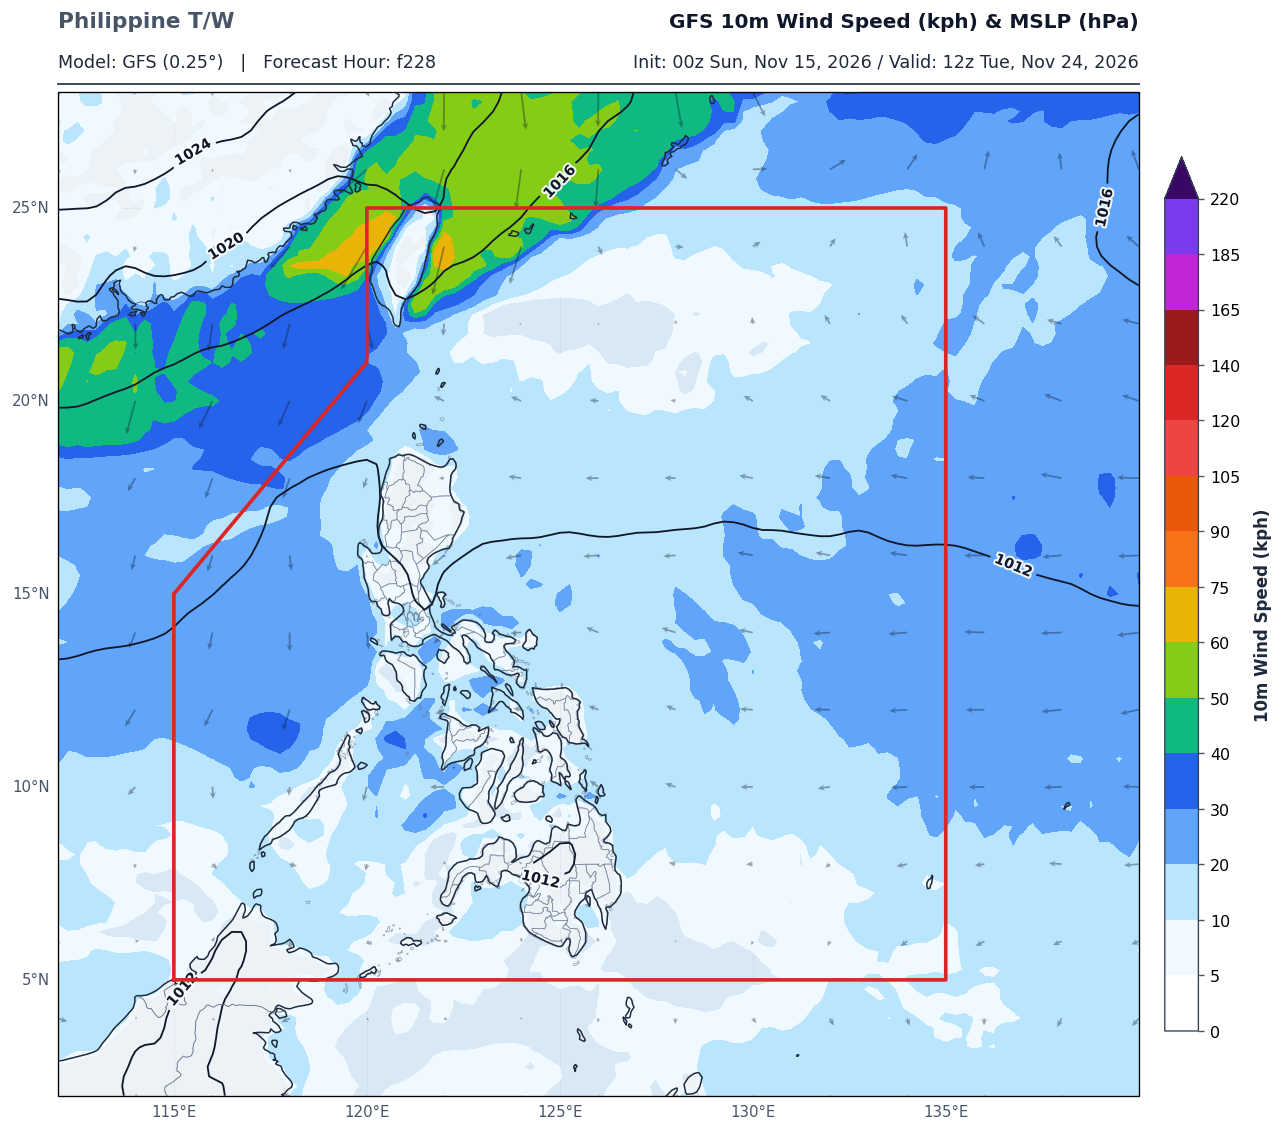 Philippine T/W
GFS 10m Wind Speed (kph) & MSLP (hPa)
Model: GFS (0.25°)   |   Forecast Hour: f228
Init: 00z Sun, Nov 15, 2026 / Valid: 12z Tue, Nov 24, 2026
1024
1020
1016
1016
1012
1012
1012
25°N
20°N
15°N
10°N
5°N
115°E
120°E
125°E
130°E
135°E
220
185
165
140
120
105
90
75
60
50
40
30
20
10
5
0
10m Wind Speed (kph)